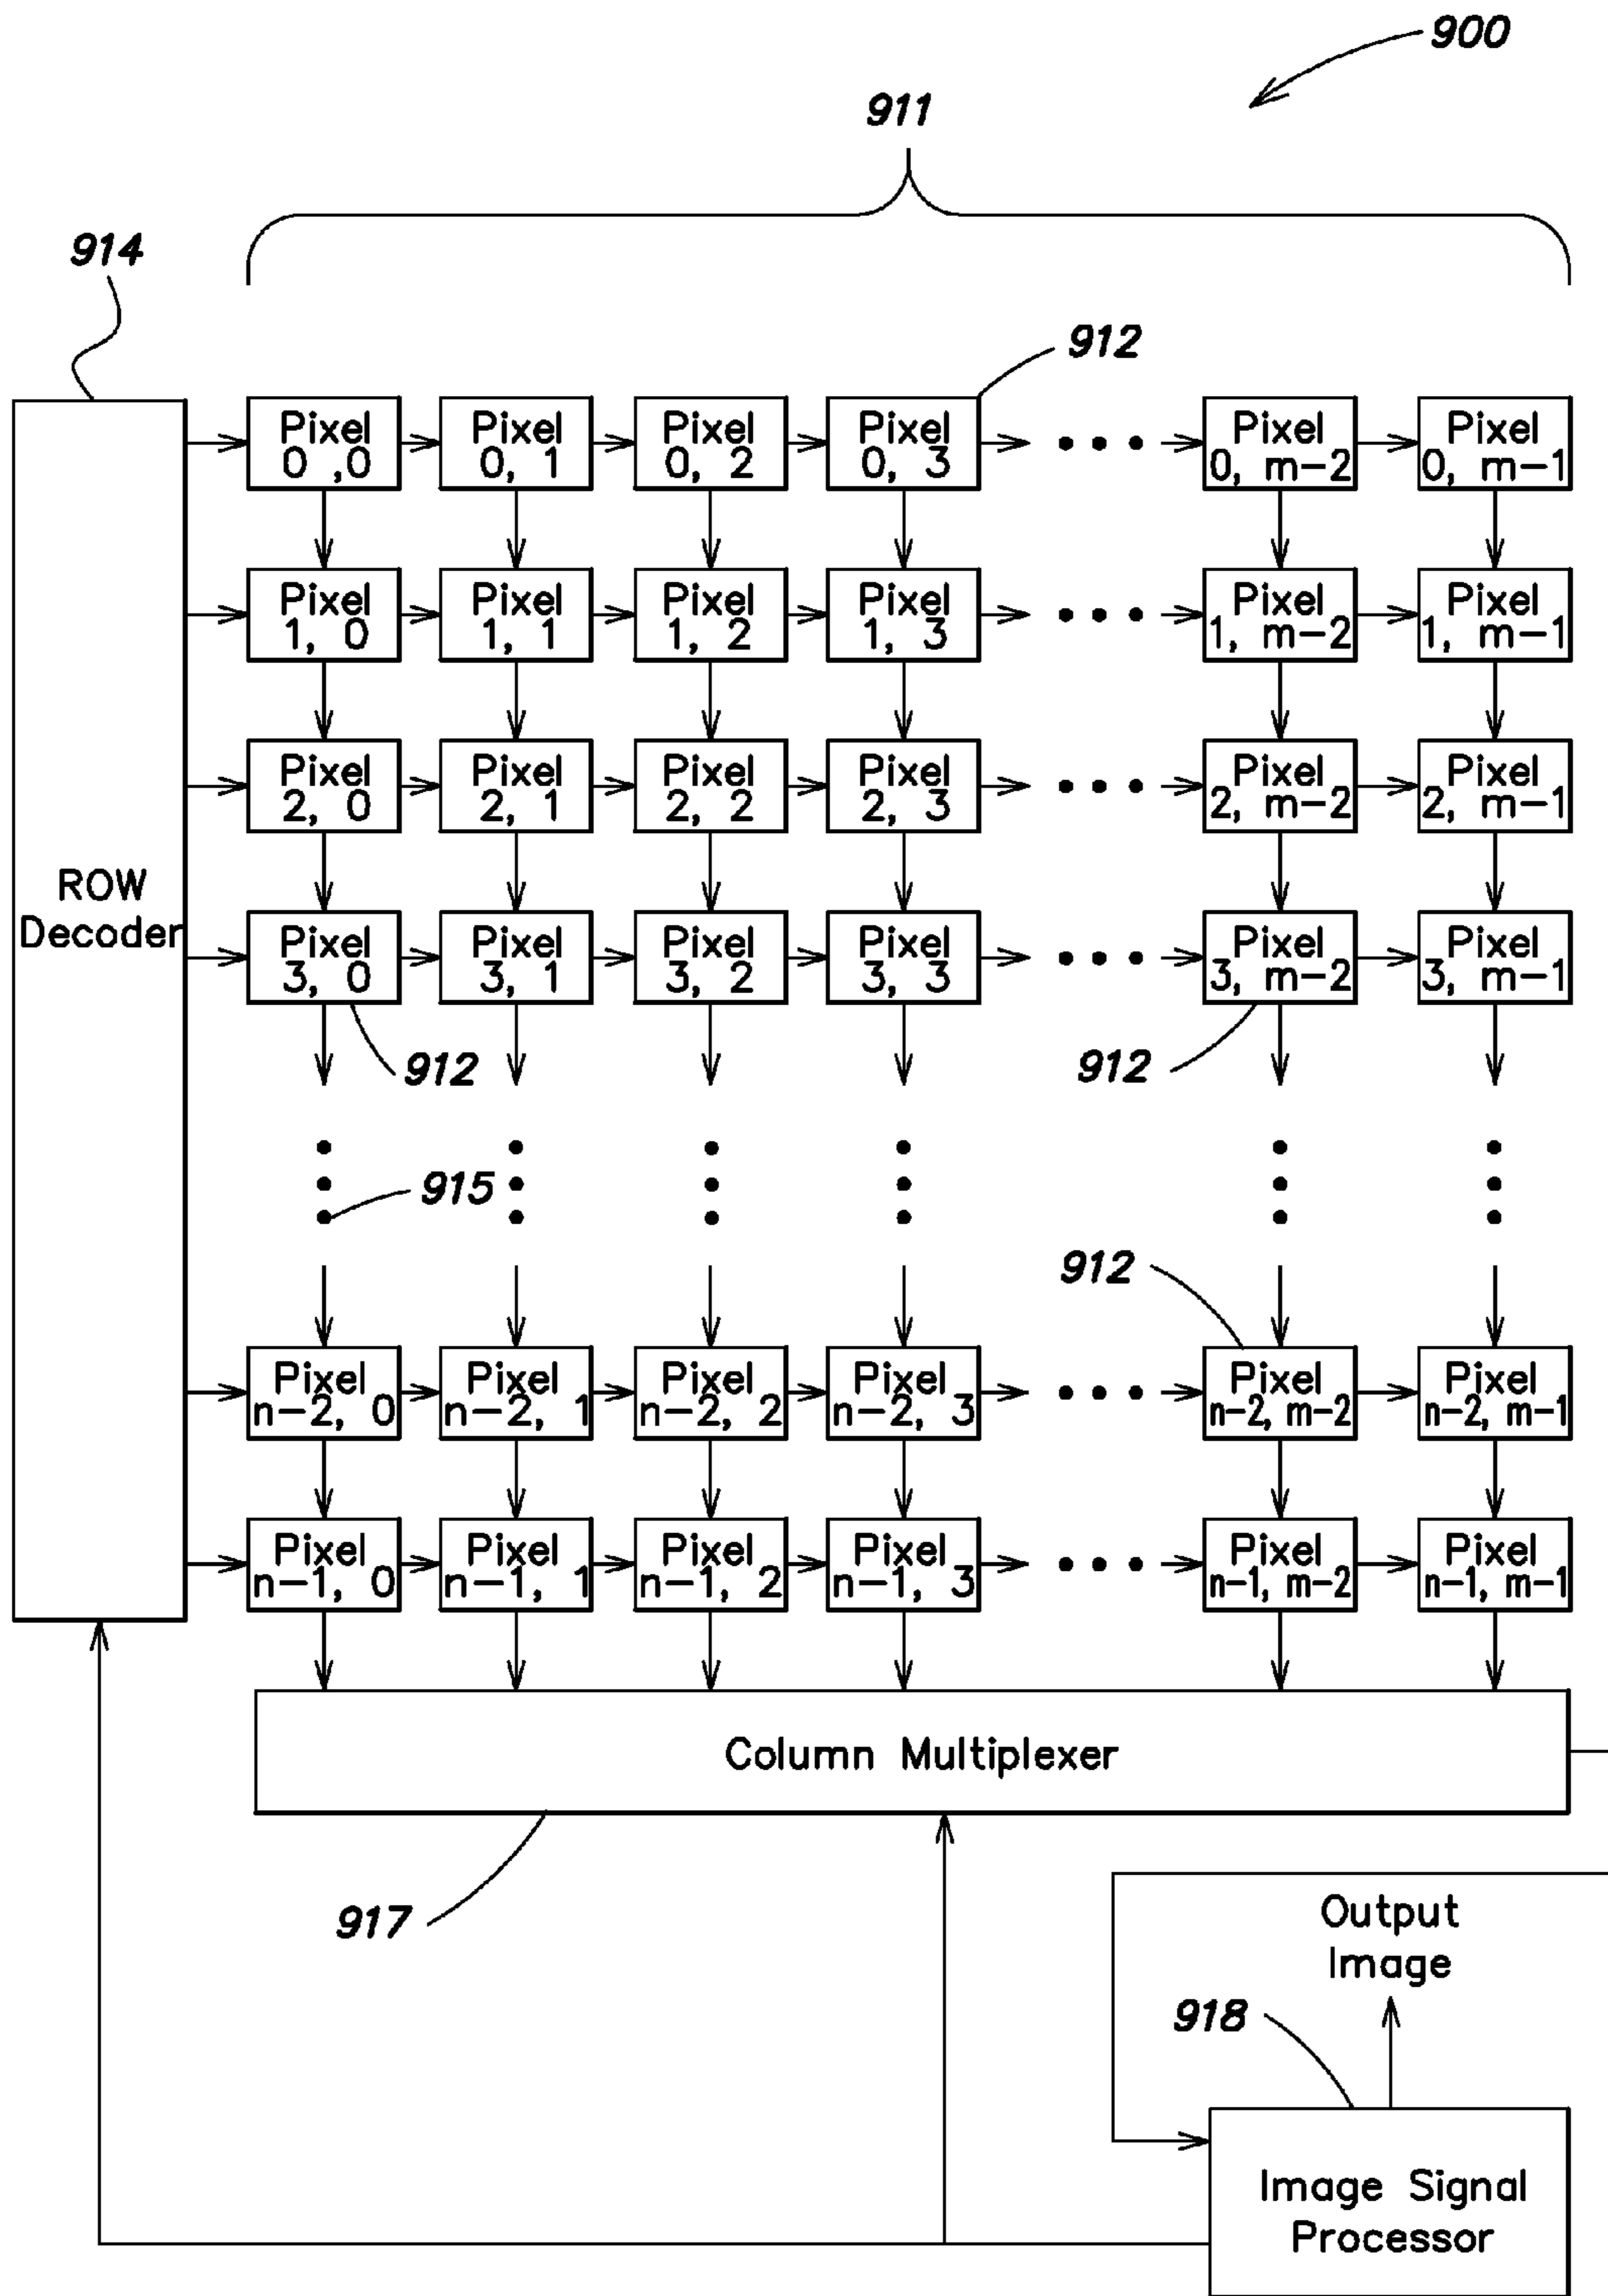 900
911
914
912
Pixel Pixel Pixel Pixel Pixel Pixel
0 ,0 0, 1 0, 2 0, 3 0, m-2 0, m-1
Pixel Pixel Pixel Pixel Pixel Pixel
1, 0 1, 1 1, 2 1, 3 1, m-2 1, m-1
Pixel Pixel Pixel Pixel Pixel Pixel
2, 0 2, 1 2, 2 2, 3 2, m-2 2, m-1
ROW
Decoder
Pixel Pixel Pixel Pixel Pixel Pixel
3, 0 3, 1 3, 2 3, 3 3, m-2 3, m-1
912 912
915
912
Pixel Pixel Pixel Pixel Pixel Pixel
n-2, 0 n-2, 1 n-2, 2 n-2, 3 n-2, m-2 n-2, m-1
Pixel Pixel Pixel Pixel Pixel Pixel
n-1, 0 n-1, 1 n-1, 2 n-1, 3 n-1, m-2 n-1, m-1
Column Multiplexer
917
Output
Image
918
Image Signal
Processor